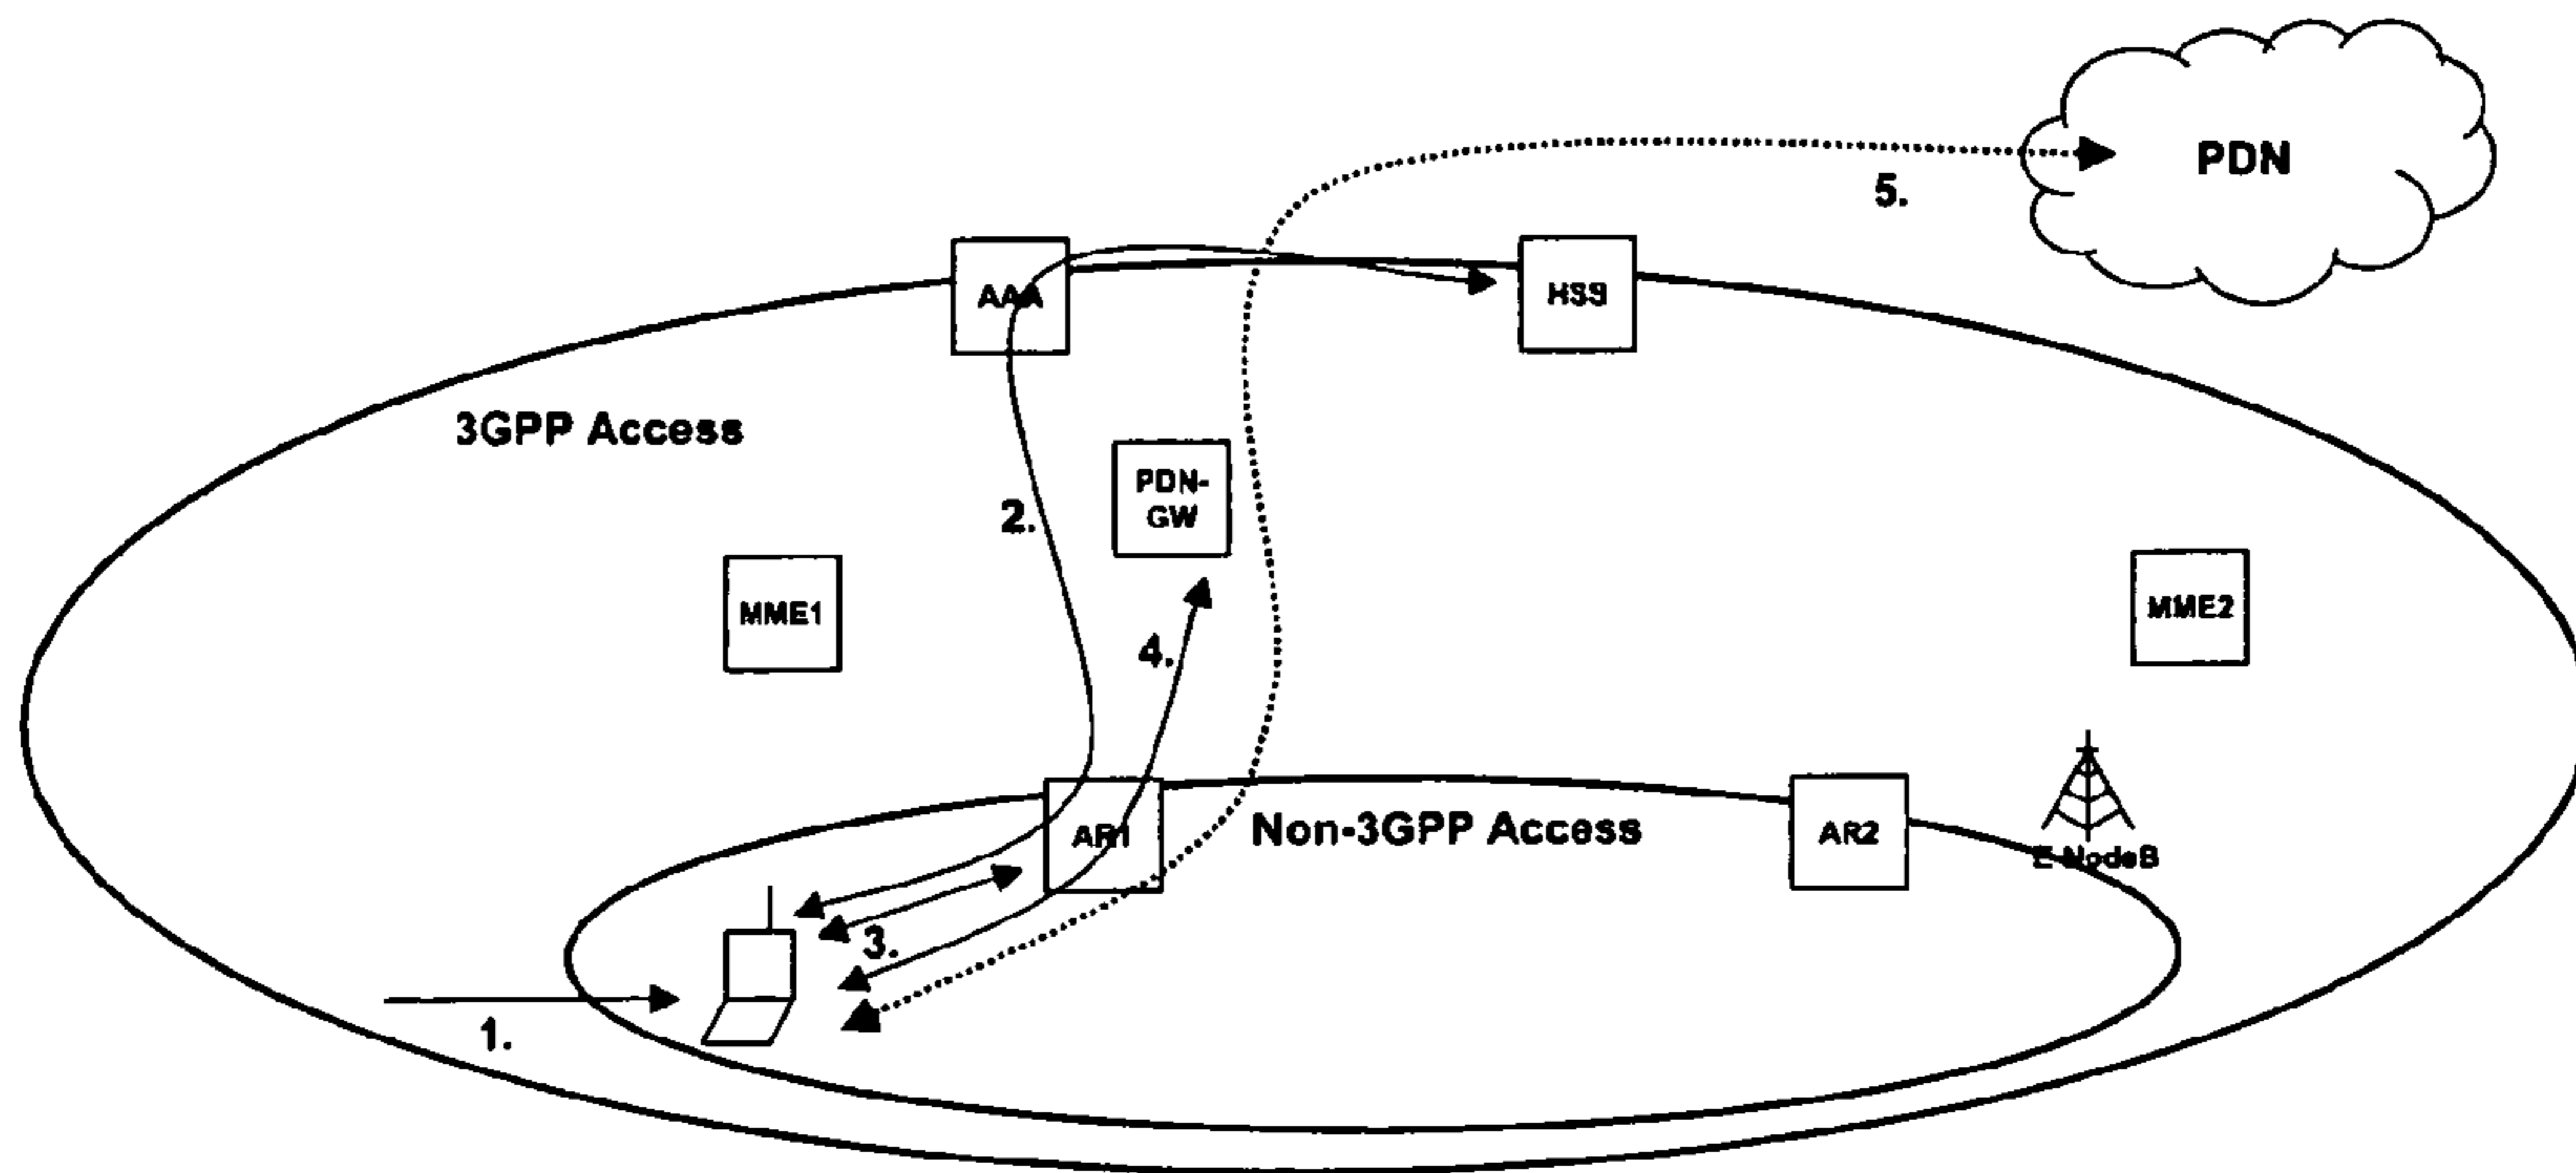 PDN
5.
AAA
HSS
3GPP Access
PDN-
GW
2.
MME1
MME2
4.
AR1
Non-3GPP Access
AR2
E-NodeB
3.
1.